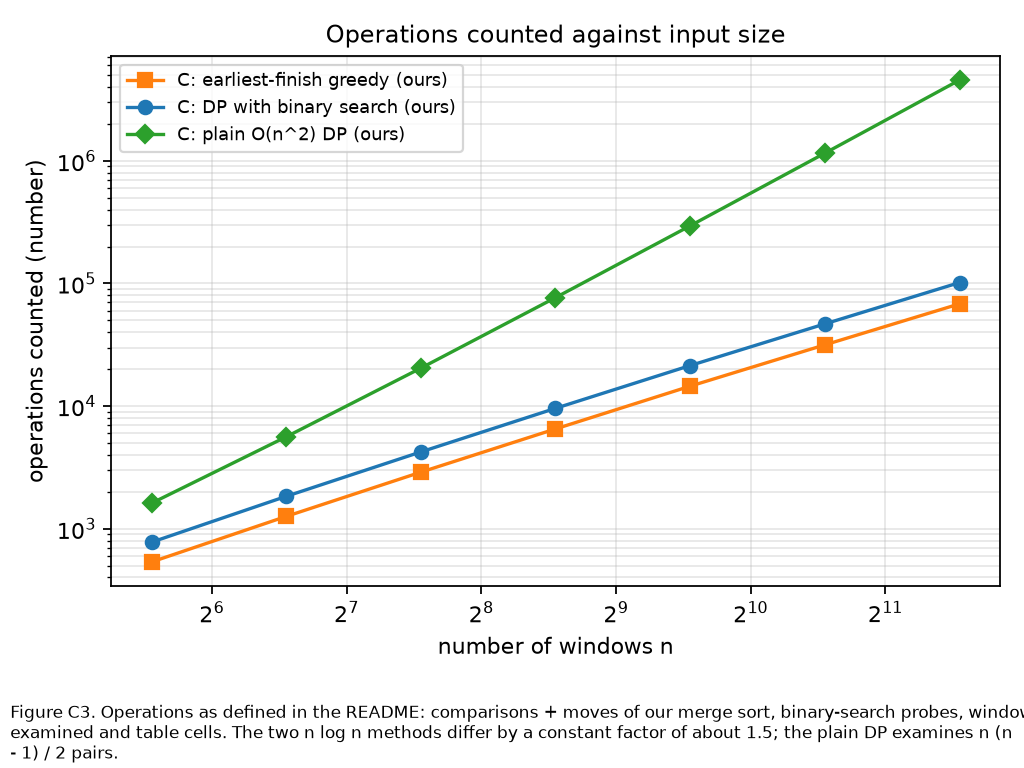 Operations counted against input size
C: earliest-finish greedy (ours)
C: DP with binary search (ours)
C: plain O(n^2) DP (ours)
operations counted (number)
10^6
10^5
10^4
10^3
2^6 2^7 2^8 2^9 2^10 2^11
number of windows n
Figure C3. Operations as defined in the README: comparisons + moves of our merge sort, binary-search probes,
examined and table cells. The two n log n methods differ by a constant factor of about 1.5; the plain DP examines n (n
- 1) / 2 pairs.